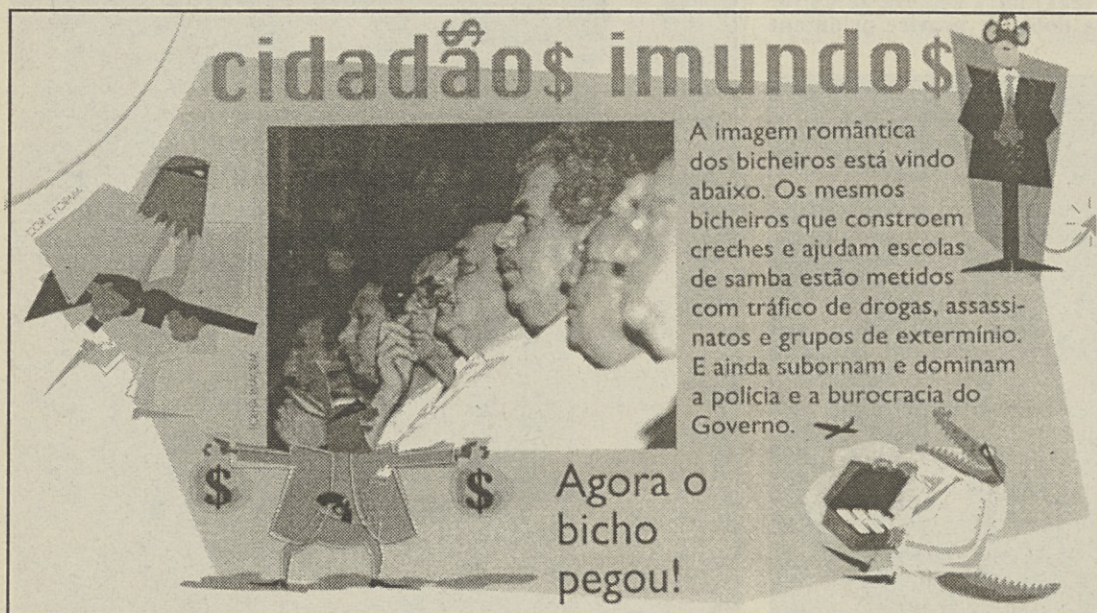 cidadão$ imundo$
A imagem romântica
dos bicheiros está vindo
abaixo. Os mesmos
bicheiros que constroem
creches e ajudam escolas
de samba estão metidos
com tráfico de drogas, assassi-
natos e grupos de extermínio.
E ainda subornam e dominam
a polícia e a burocracia do
Governo.
$
$
Agora o
bicho
pegou!